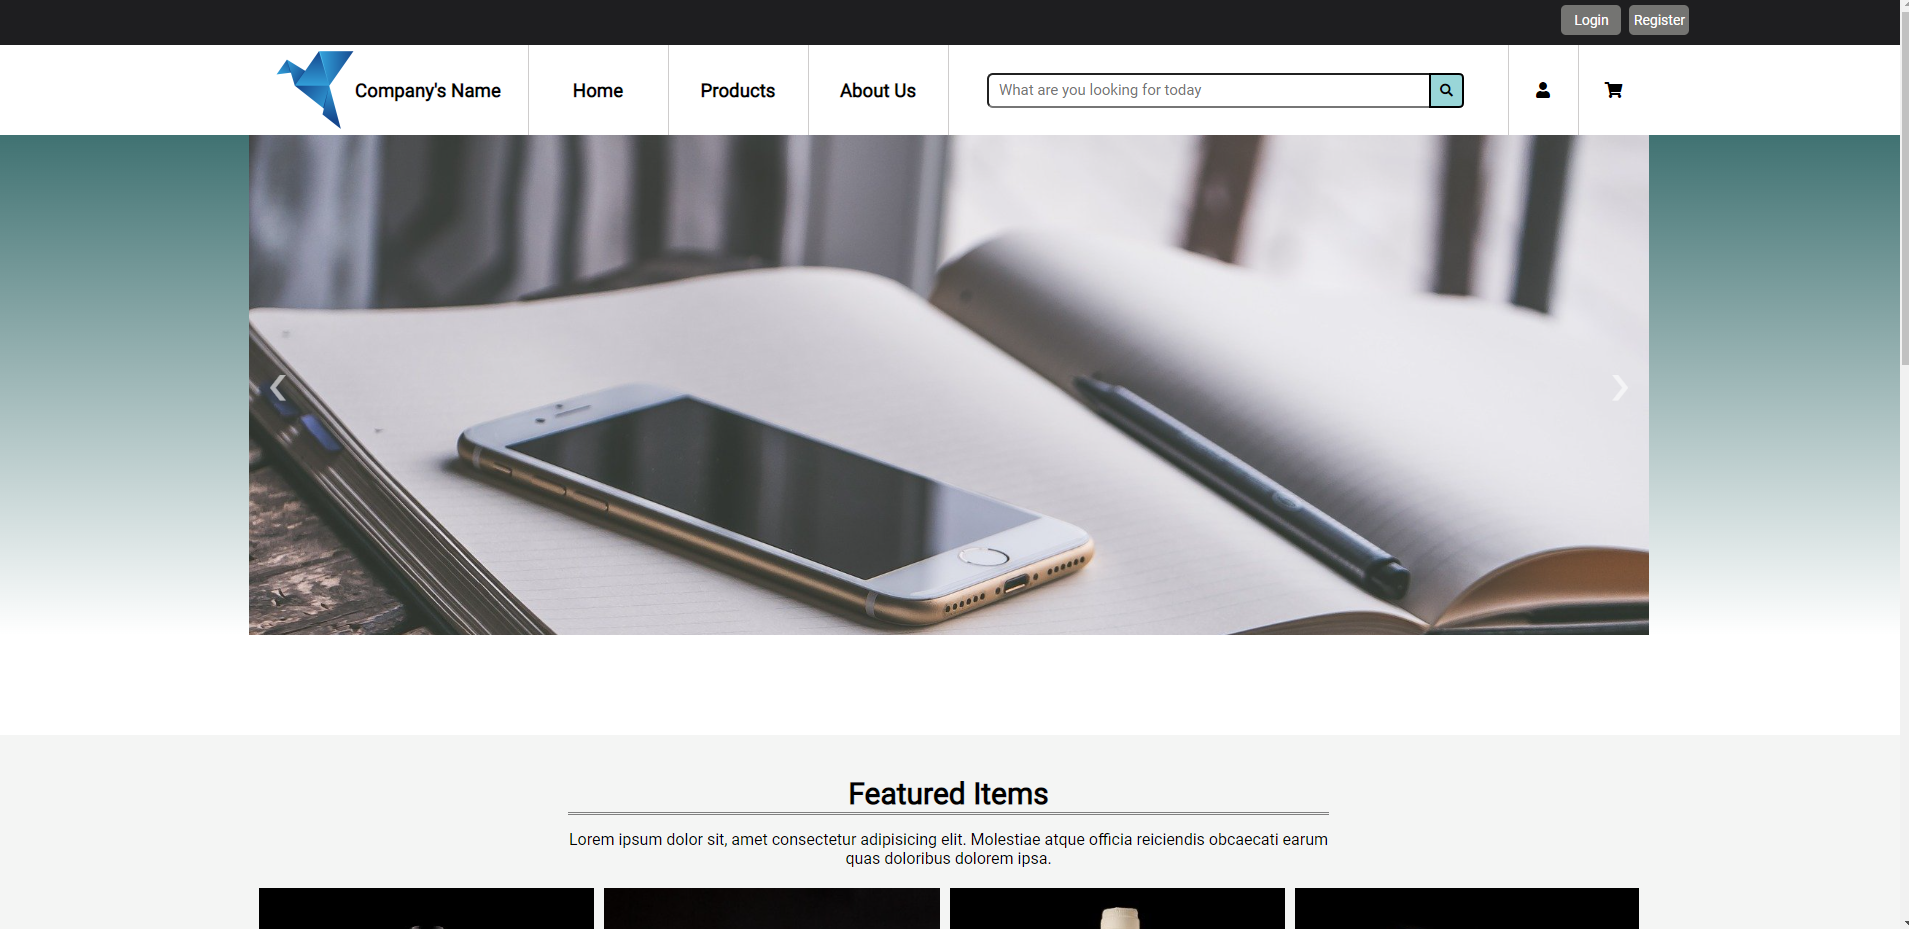 Login Register
Company's Name Home Products About Us What are you looking for today
Featured Items
Lorem ipsum dolor sit, amet consectetur adipisicing elit. Molestiae atque officia reiciendis obcaecati earum
quas doloribus dolorem ipsa.